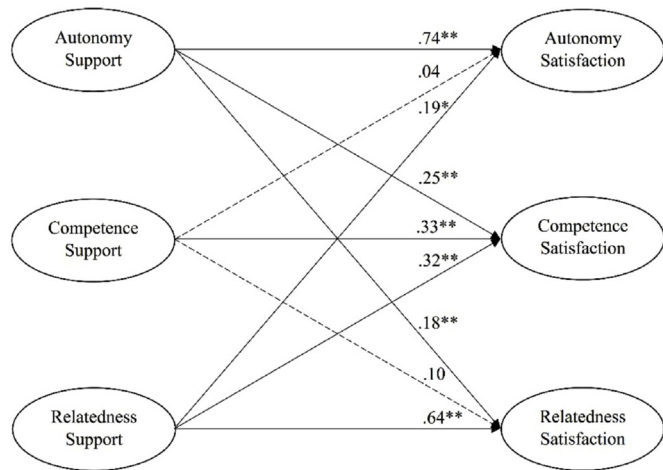 Autonomy
Support
.74**
Autonomy
Satisfaction
.04
.19*
.25**
Competence
Support
.33**
Competence
Satisfaction
.32**
.18**
.10
Relatedness
Support
.64**
Relatedness
Satisfaction